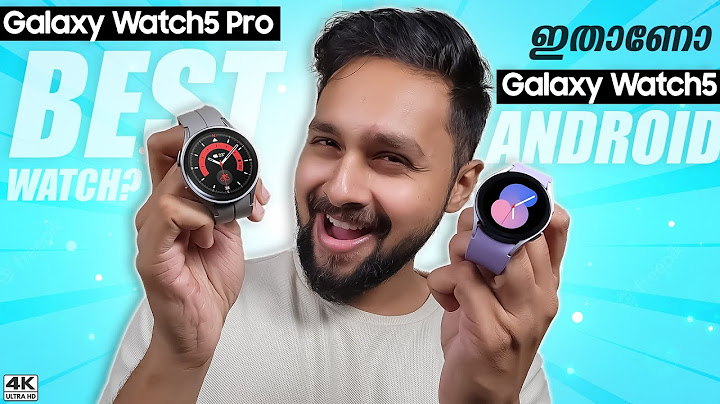 Galaxy Watch5 Pro
BEST
WATCH?
ഇതാണോ
Galaxy Watch5
ANDROID
4K
ULTRA HD